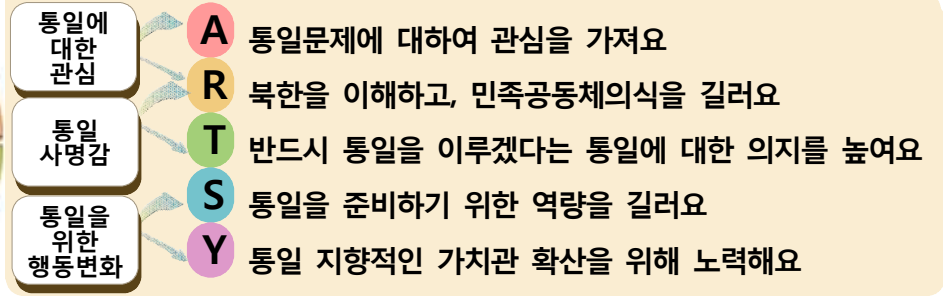 통일에
대한
관심
통일
사명감
통일을
위한
행동변화
A 통일문제에 대하여 관심을 가져요
R 북한을 이해하고, 민족공동체의식을 길러요
T 반드시 통일을 이루겠다는 통일에 대한 의지를 높여요
S 통일을 준비하기 위한 역량을 길러요
Y 통일 지향적인 가치관 확산을 위해 노력해요